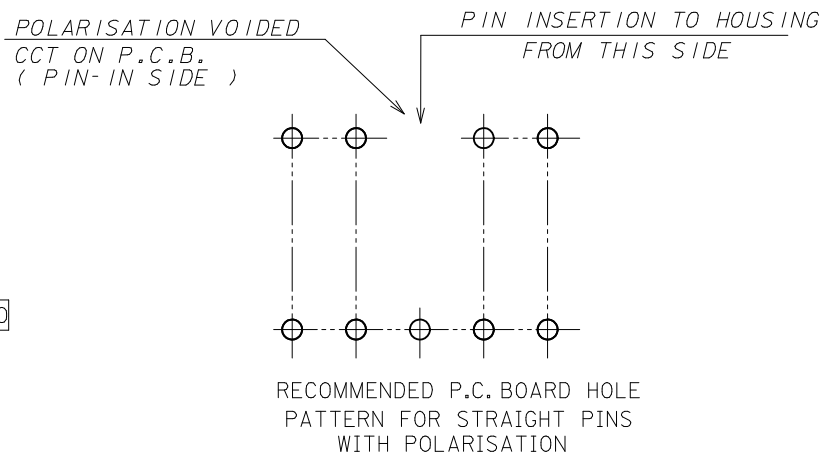 POLARISATION VOIDED
CCT ON P.C.B.
( PIN-IN SIDE )
PIN INSERTION TO HOUSING
FROM THIS SIDE
RECOMMENDED P.C. BOARD HOLE
PATTERN FOR STRAIGHT PINS
WITH POLARISATION